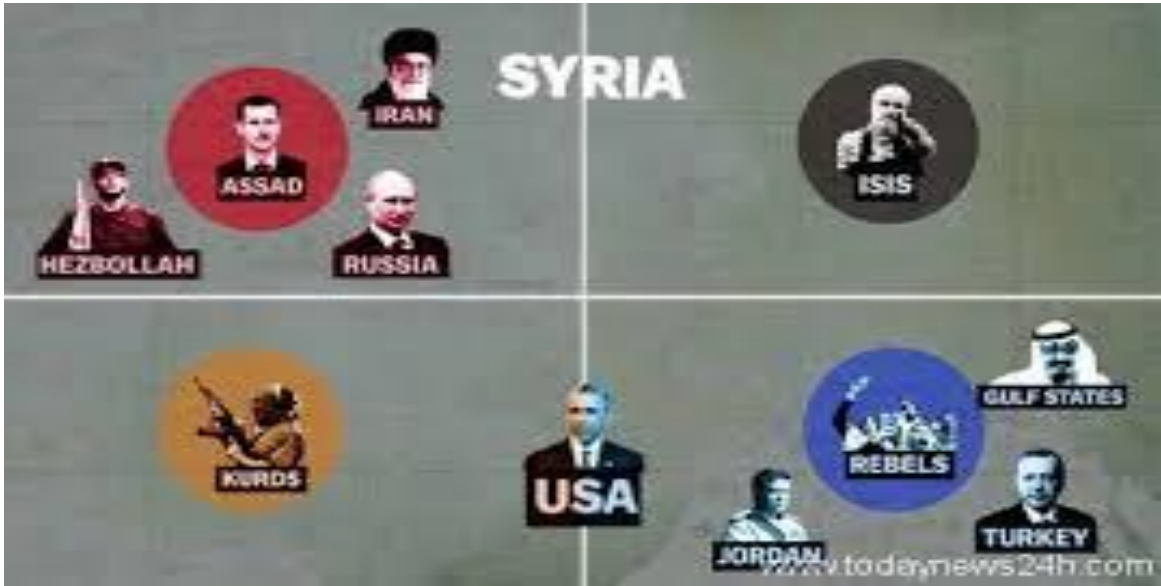 SYRIA
IRAN
ASSAD
ISIS
HEZBOLLAH
RUSSIA
KURDS
USA
REBELS
GULF STATES
JORDAN
TURKEY
www.todaynews24h.com